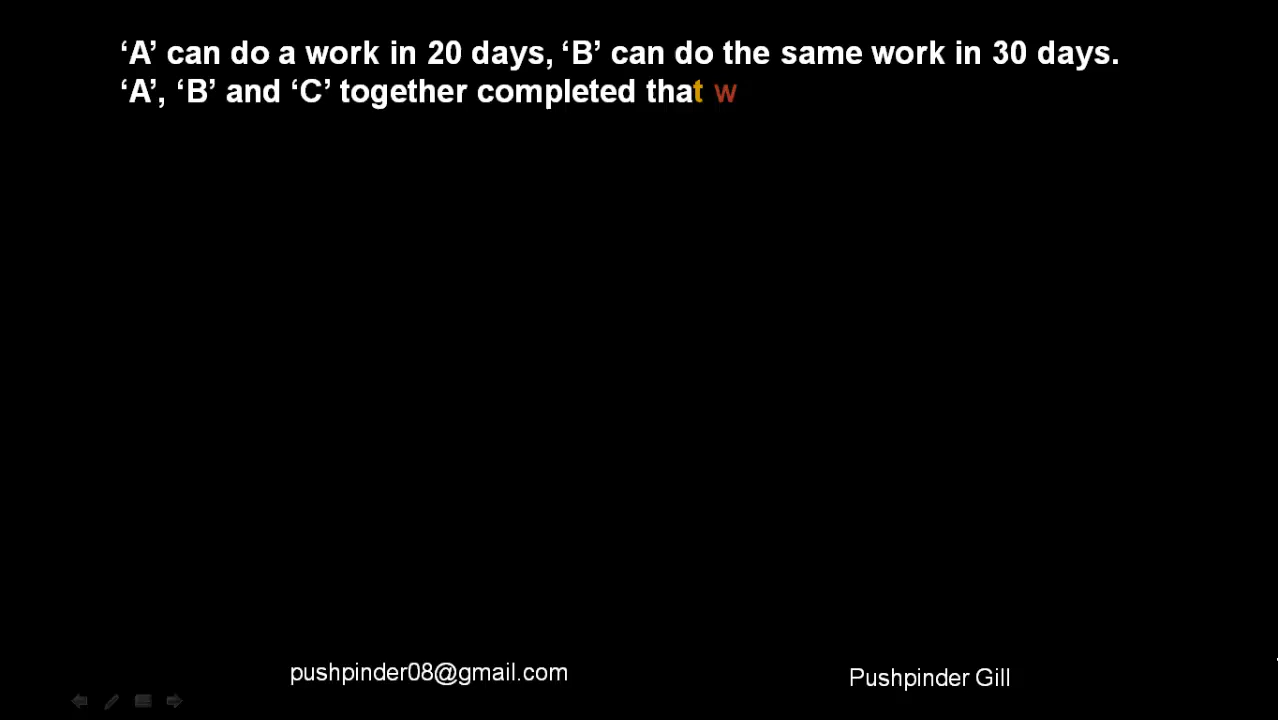 ‘A’ can do a work in 20 days, ‘B’ can do the same work in 30 days.
‘A’, ‘B’ and ‘C’ together completed that w
pushpinder08@gmail.com
Pushpinder Gill